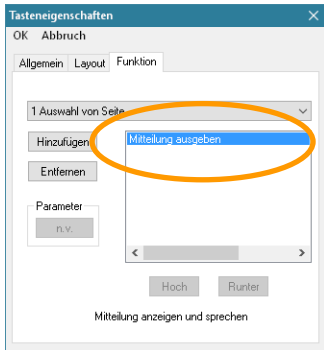 Tasteneigenschaften
OK Abbruch
Allgemein Layout Funktion
1 Auswahl von Seite
Hinzufügen
Mitteilung ausgeben
Entfernen
Parameter
n.v.
Hoch Runter
Mitteilung anzeigen und sprechen